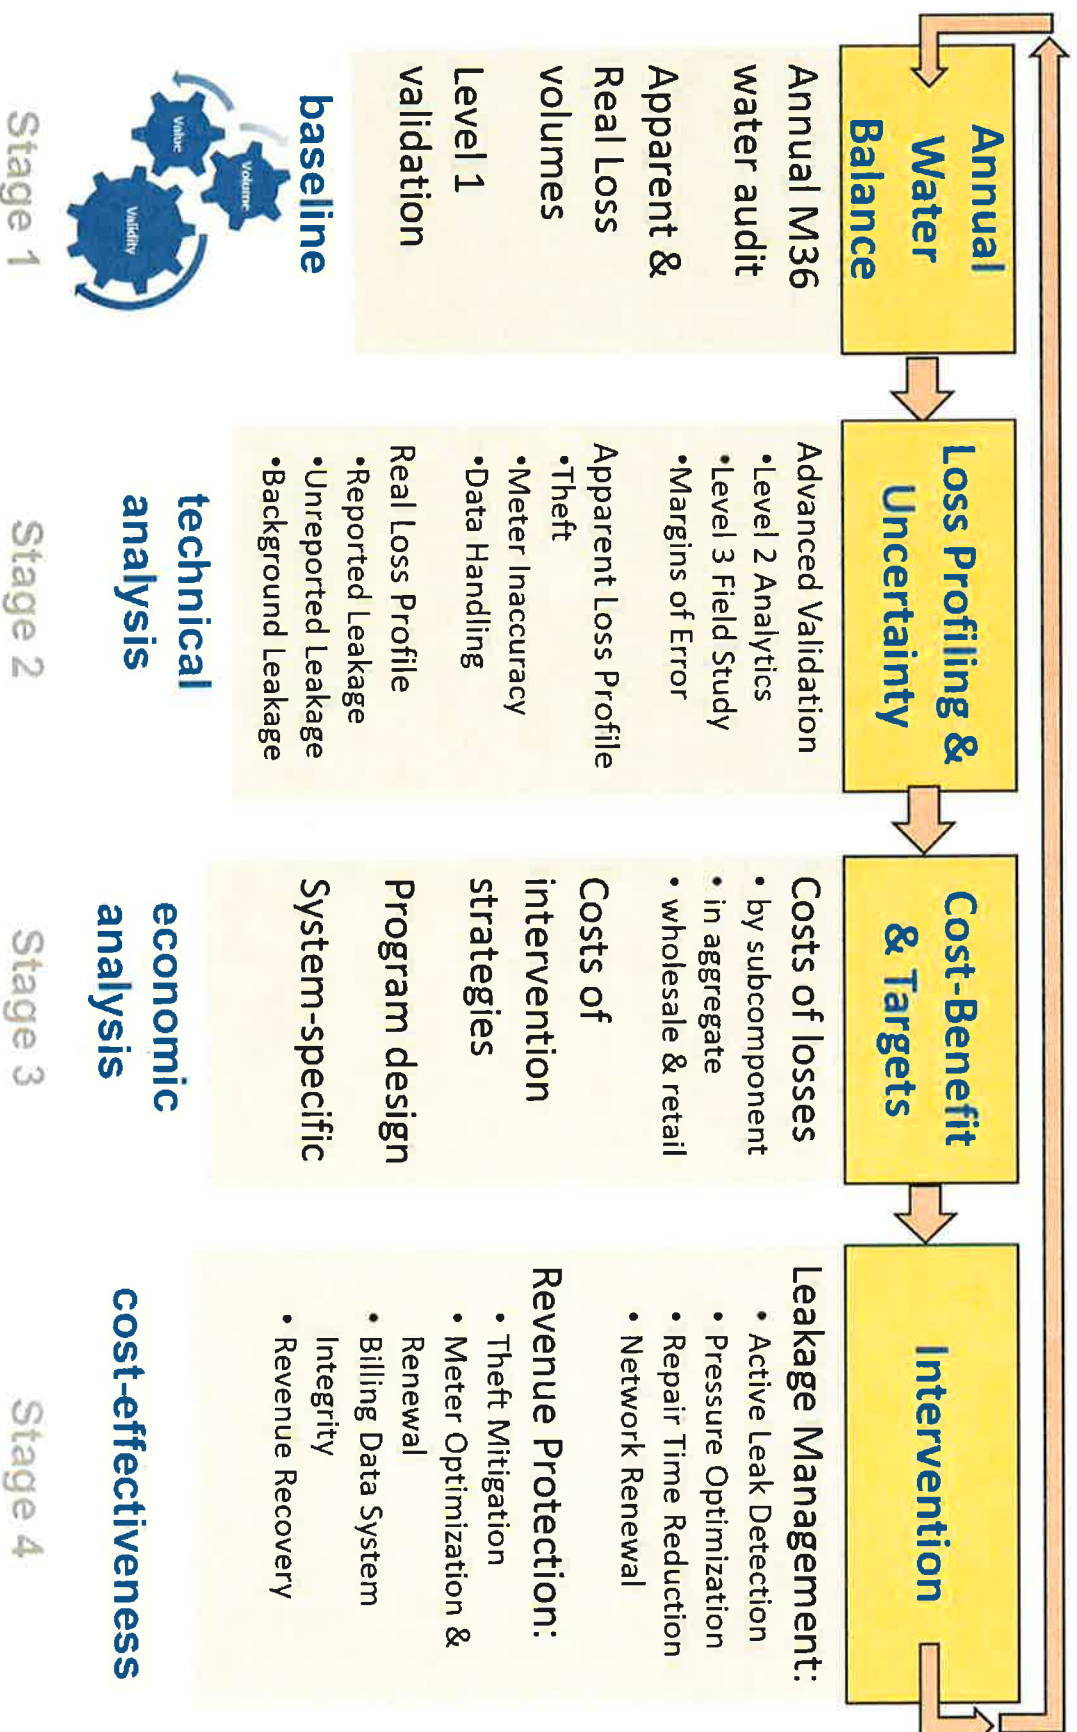 Annual
Water
Balance
Annual M36
water audit
Apparent &
Real Loss
volumes
Level 1
validation
baseline
Value
Volume
Validity
Stage 1
Loss Profiling &
Uncertainty
Advanced Validation
•Level 2 Analytics
•Level 3 Field Study
•Margins of Error
Apparent Loss Profile
•Theft
•Meter Inaccuracy
•Data Handling
Real Loss Profile
•Reported Leakage
•Unreported Leakage
•Background Leakage
technical
analysis
Stage 2
Cost-Benefit
& Targets
Costs of losses
• by subcomponent
• in aggregate
• wholesale & retail
Costs of
intervention
strategies
Program design
System-specific
economic
analysis
Stage 3
Intervention
Leakage Management:
• Active Leak Detection
• Pressure Optimization
• Repair Time Reduction
• Network Renewal
Revenue Protection:
• Theft Mitigation
• Meter Optimization &
Renewal
• Billing Data System
Integrity
• Revenue Recovery
cost-effectiveness
Stage 4